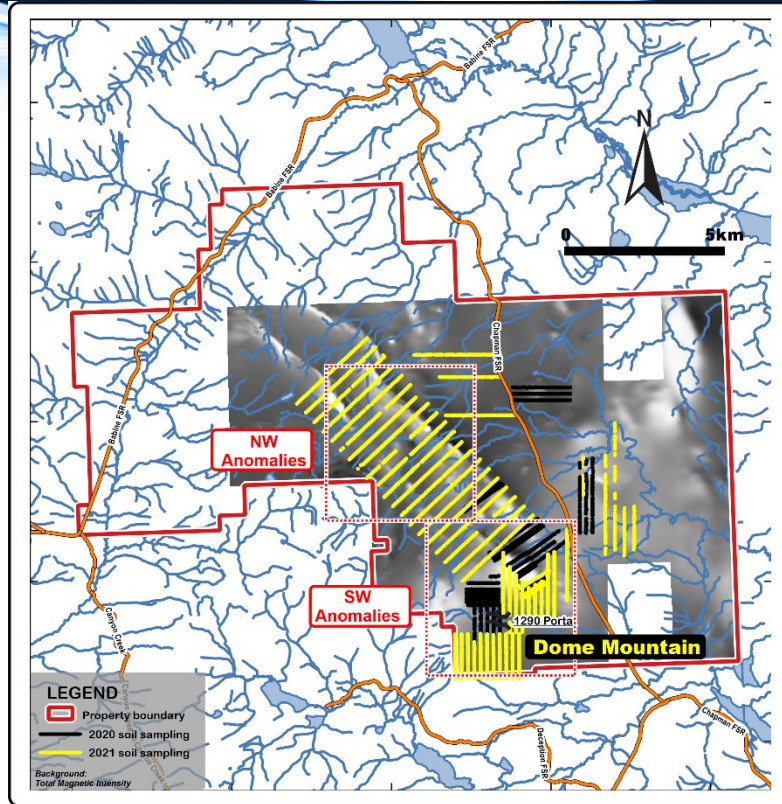 Babine FSR
N
0
5km
Babine FSR
Chapman FSR
Babine FSR
NW
Anomalies
SW
Anomalies
1290 Porta
Dome Mountain
Canyon Creek
Deception FSR
Chapman FSR
LEGEND
Property boundary
2020 soil sampling
2021 soil sampling
Background:
Total Magnetic Intensity